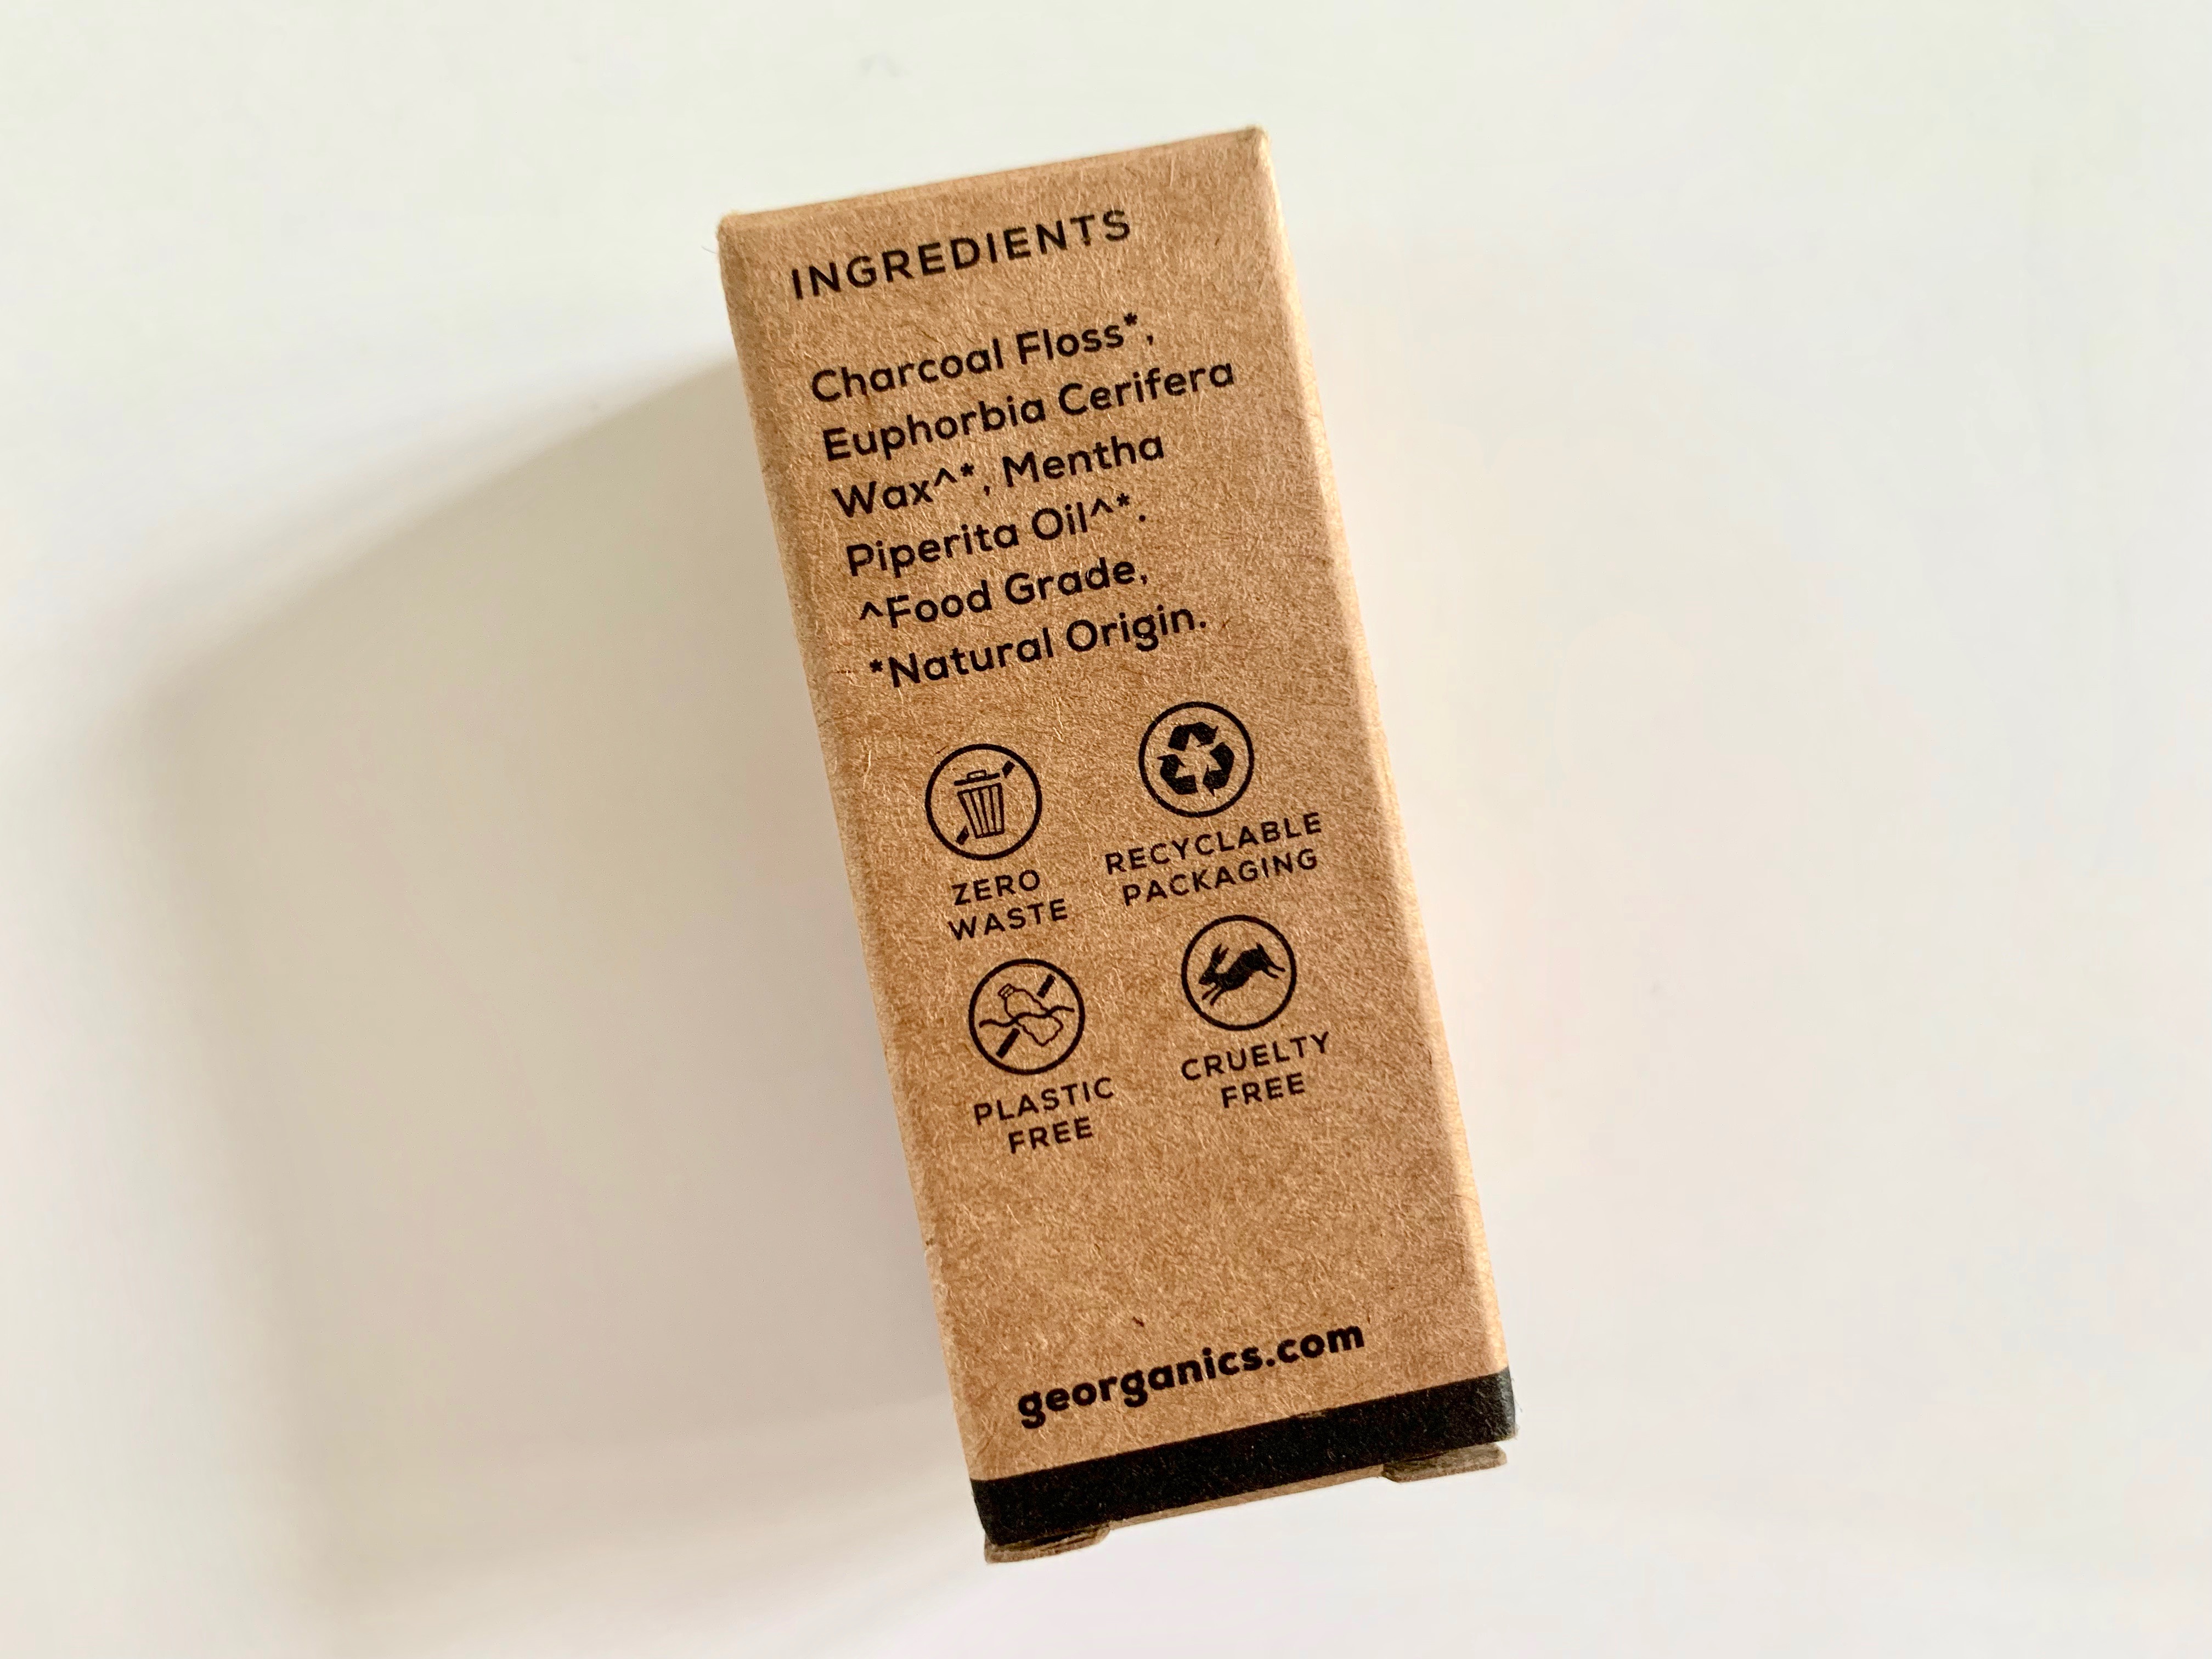 INGREDIENTS
Charcoal Floss*,
Euphorbia Cerifera
Wax^*, Mentha
Piperita Oil^*.
^Food Grade,
*Natural Origin.
ZERO
WASTE
RECYCLABLE
PACKAGING
PLASTIC
FREE
CRUELTY
FREE
georganics.com